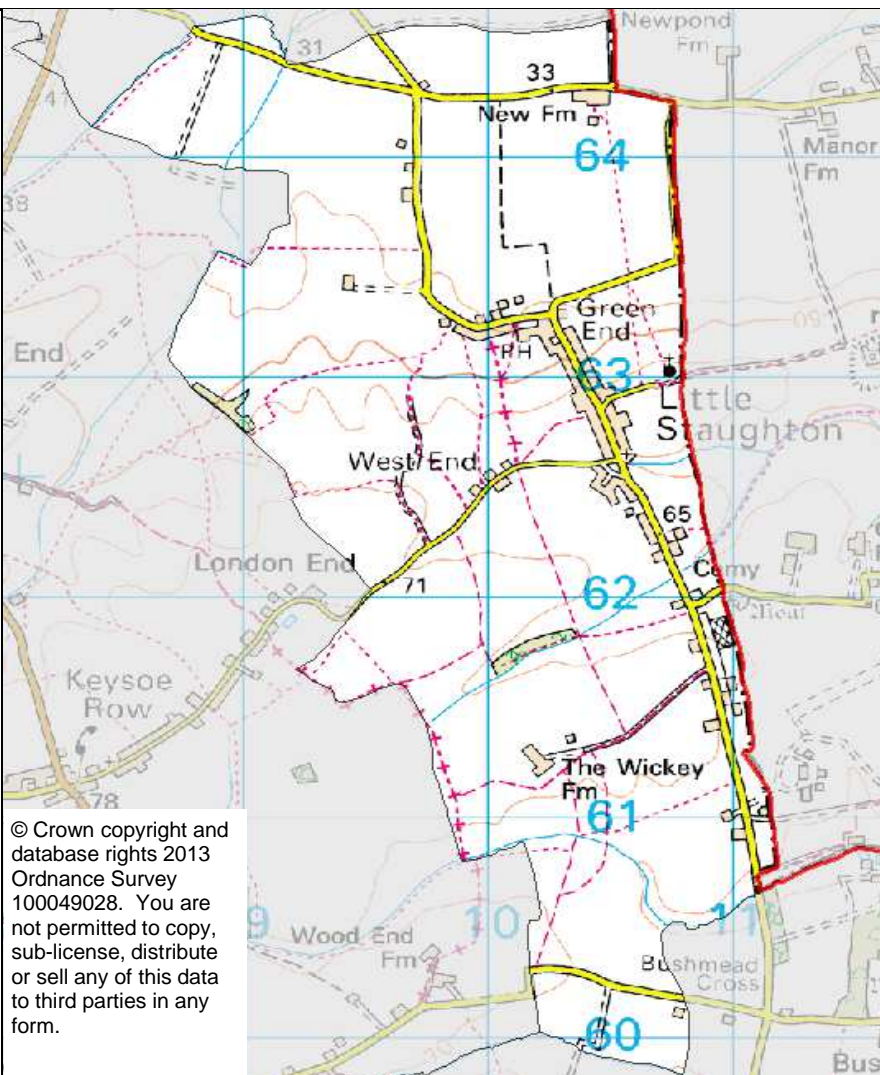 Newpond
Fm
31
33
41
New Fm
64
Manor
Fm
38
Green
End
End
PH
63
Little
Staughton
West End
65
London End
Cemy
71
62
Keysoe
Row
The Wickey
Fm
78
61
© Crown copyright and
database rights 2013
Ordnance Survey
100049028. You are
not permitted to copy,
sub-license, distribute
or sell any of this data
to third parties in any
form.
9
10
11
Wood End
Fm
Bushmead
Cross
60
Bus